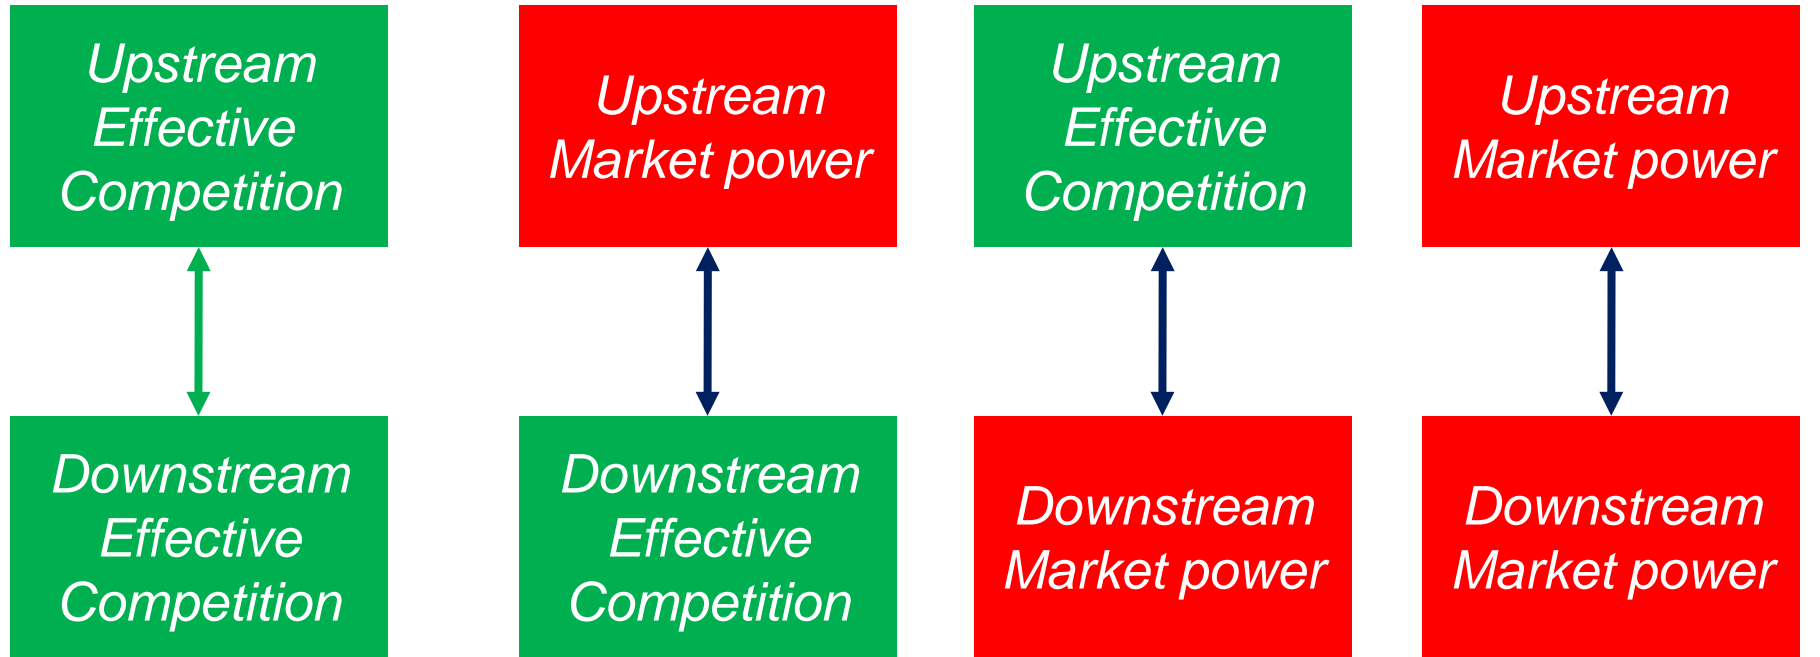 Upstream
Effective
Competition
Upstream
Market power
Upstream
Effective
Competition
Upstream
Market power
Downstream
Effective
Competition
Downstream
Effective
Competition
Downstream
Market power
Downstream
Market power